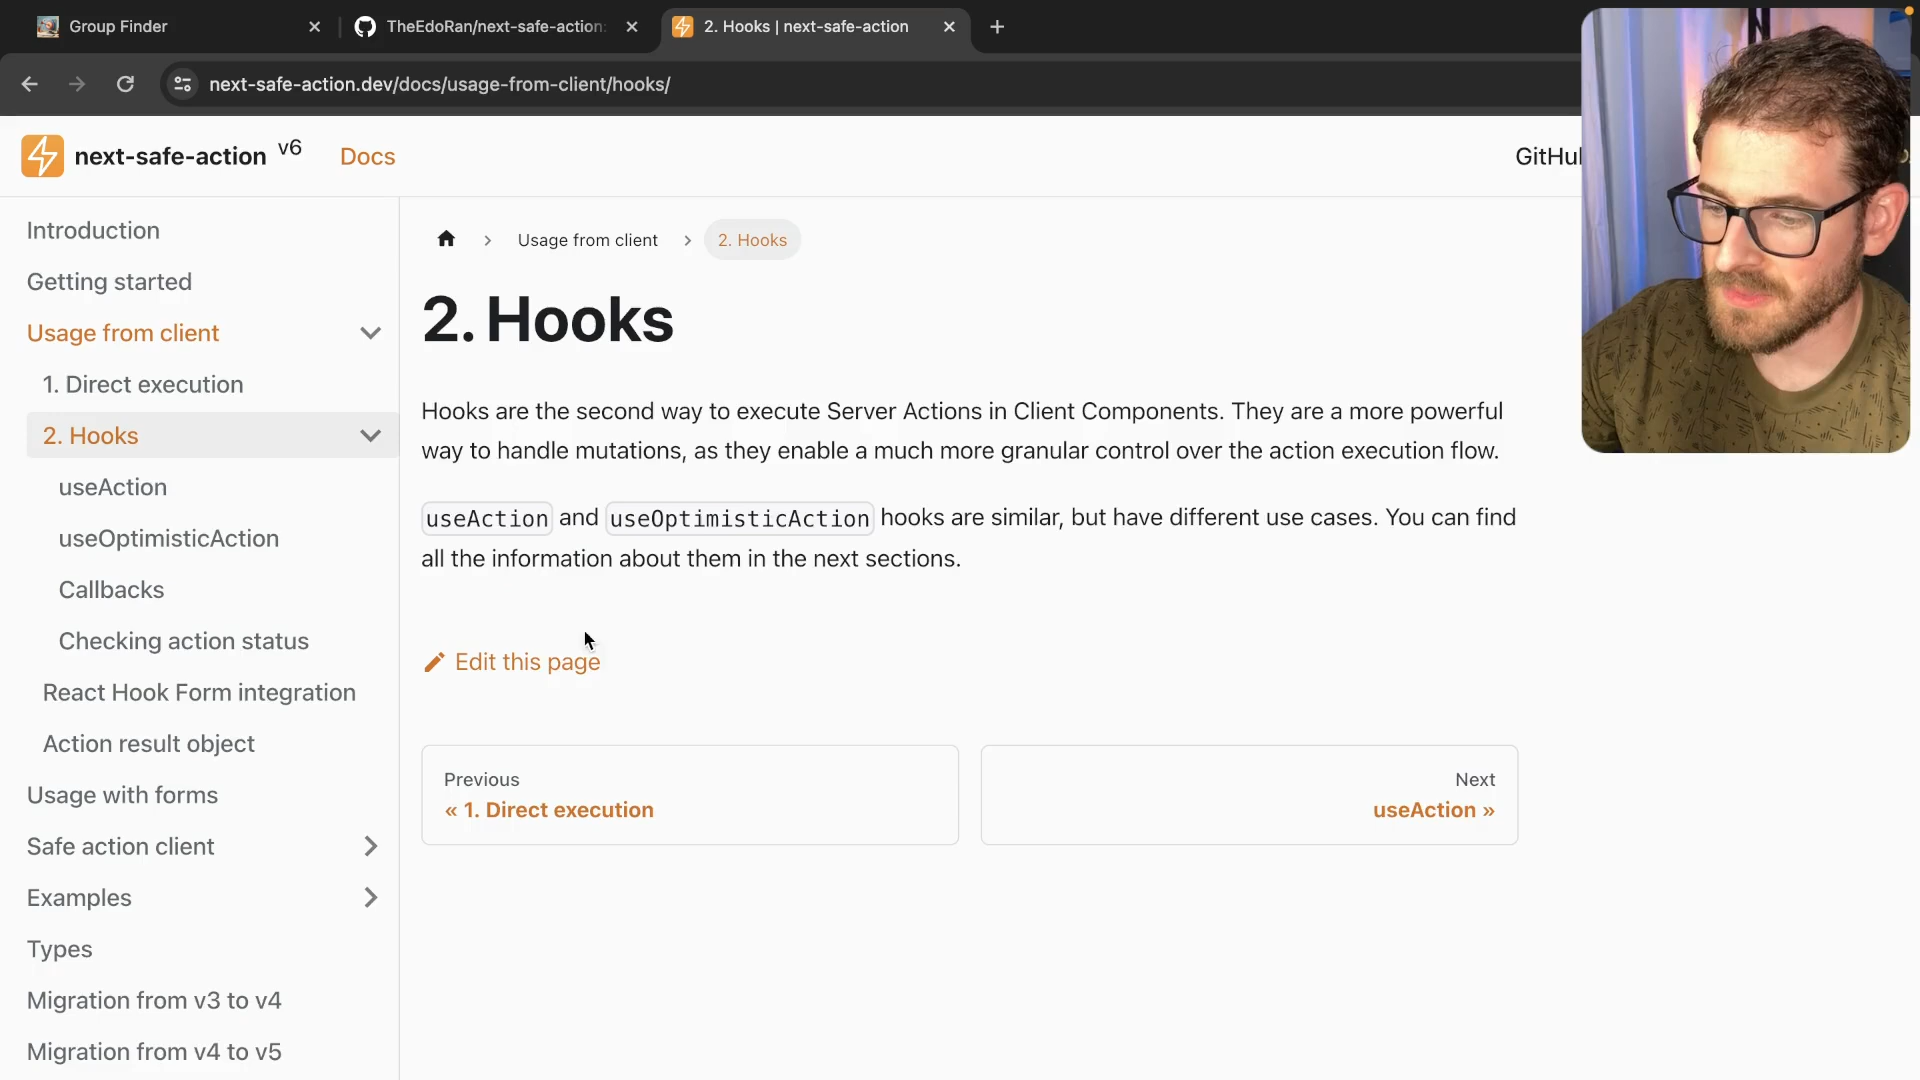 Group Finder
TheEdoRan/next-safe-action:
2. Hooks | next-safe-action
next-safe-action.dev/docs/usage-from-client/hooks/
next-safe-action v6
Docs
GitHu
Introduction
Getting started
Usage from client
1. Direct execution
2. Hooks
useAction
useOptimisticAction
Callbacks
Checking action status
React Hook Form integration
Action result object
Usage with forms
Safe action client
Examples
Types
Migration from v3 to v4
Migration from v4 to v5
Usage from client
2. Hooks
2. Hooks
Hooks are the second way to execute Server Actions in Client Components. They are a more powerful
way to handle mutations, as they enable a much more granular control over the action execution flow.
useAction and useOptimisticAction hooks are similar, but have different use cases. You can find
all the information about them in the next sections.
Edit this page
Previous
« 1. Direct execution
Next
useAction »